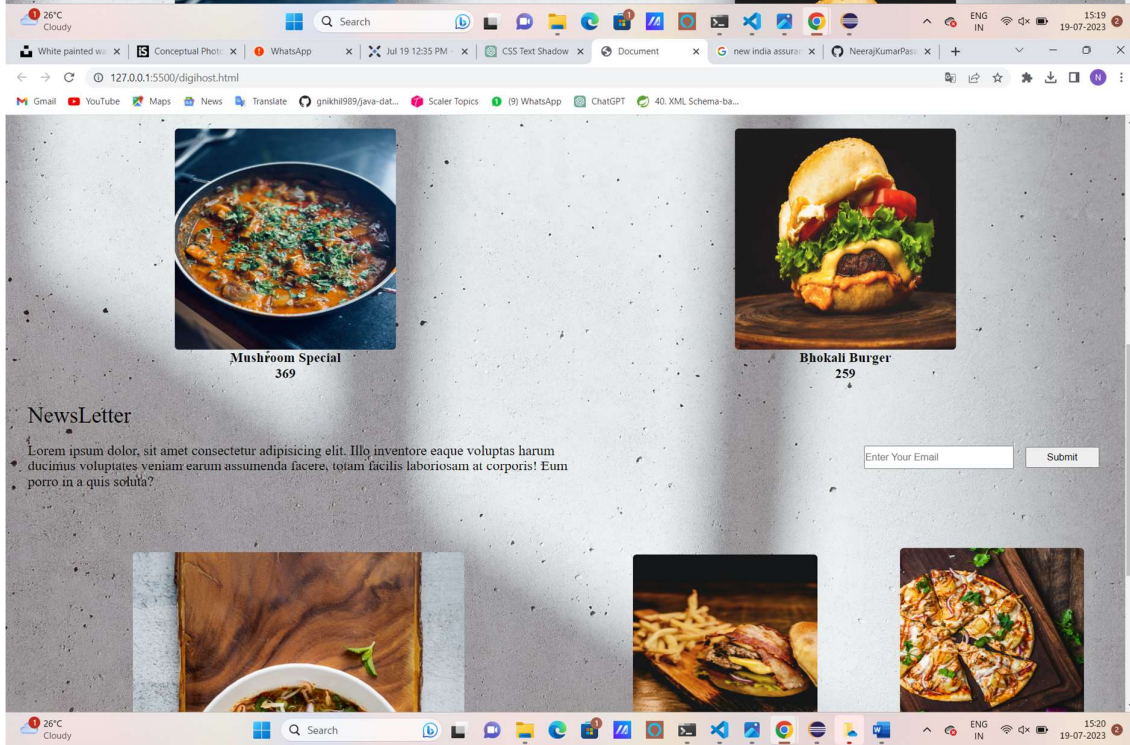 1
26°C
Cloudy
Search
ENG
IN
15:19
19-07-2023
2
White painted wa
Conceptual Photo
WhatsApp
Jul 19 12:35 PM -
CSS Text Shadow
Document
new india assuran
NeerajKumarPasw
127.0.0.1:5500/digihost.html
N
Gmail
YouTube
Maps
News
Translate
gnikhil989/java-dat...
Scaler Topics
(9) WhatsApp
ChatGPT
40. XML Schema-ba...
Mushroom Special
369
Bhokali Burger
259
NewsLetter
Lorem ipsum dolor, sit amet consectetur adipisicing elit. Illo inventore eaque voluptas harum
ducimus voluptates veniam earum assumenda facere, totam facilis laboriosam at corporis! Eum
porro in a quis soluta?
Enter Your Email
Submit
1
26°C
Cloudy
Search
ENG
IN
15:20
19-07-2023
2